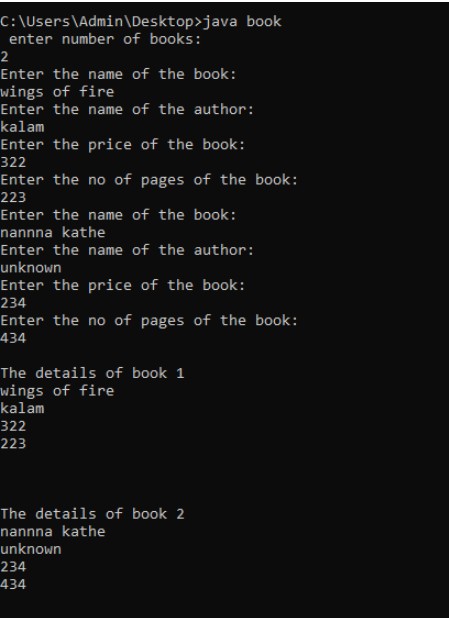 C:\Users\Admin\Desktop>java book
 enter number of books:
2
Enter the name of the book:
wings of fire
Enter the name of the author:
kalam
Enter the price of the book:
322
Enter the no of pages of the book:
223
Enter the name of the book:
nannna kathe
Enter the name of the author:
unknown
Enter the price of the book:
234
Enter the no of pages of the book:
434

The details of book 1
wings of fire
kalam
322
223

The details of book 2
nannna kathe
unknown
234
434